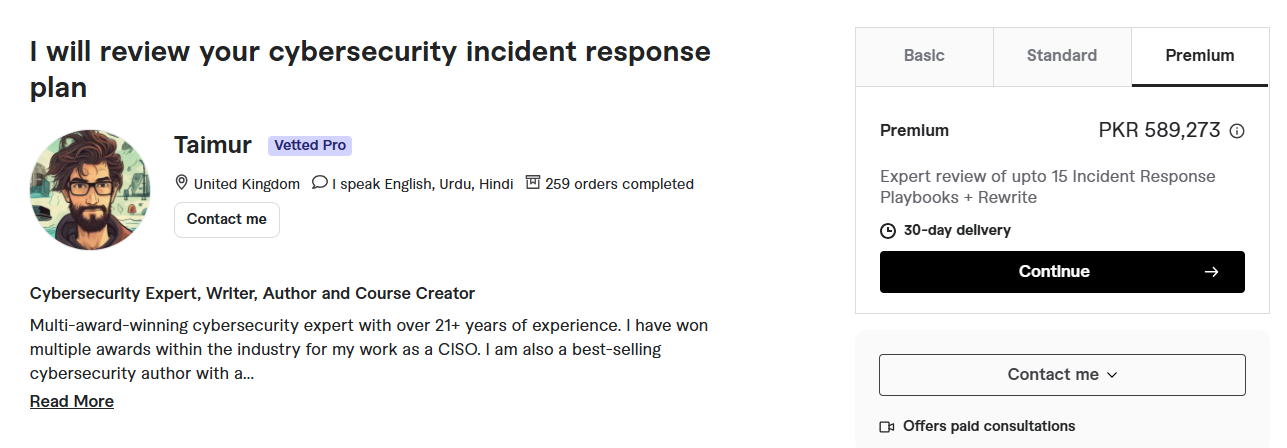 I will review your cybersecurity incident response
plan
Taimur Vetted Pro
United Kingdom I speak English, Urdu, Hindi 259 orders completed
Contact me
Cybersecurity Expert, Writer, Author and Course Creator
Multi-award-winning cybersecurity expert with over 21+ years of experience. I have won
multiple awards within the industry for my work as a CISO. I am also a best-selling
cybersecurity author with a...
Read More
Basic Standard Premium
Premium PKR 589,273
Expert review of upto 15 Incident Response
Playbooks + Rewrite
30-day delivery
Continue
Contact me
Offers paid consultations